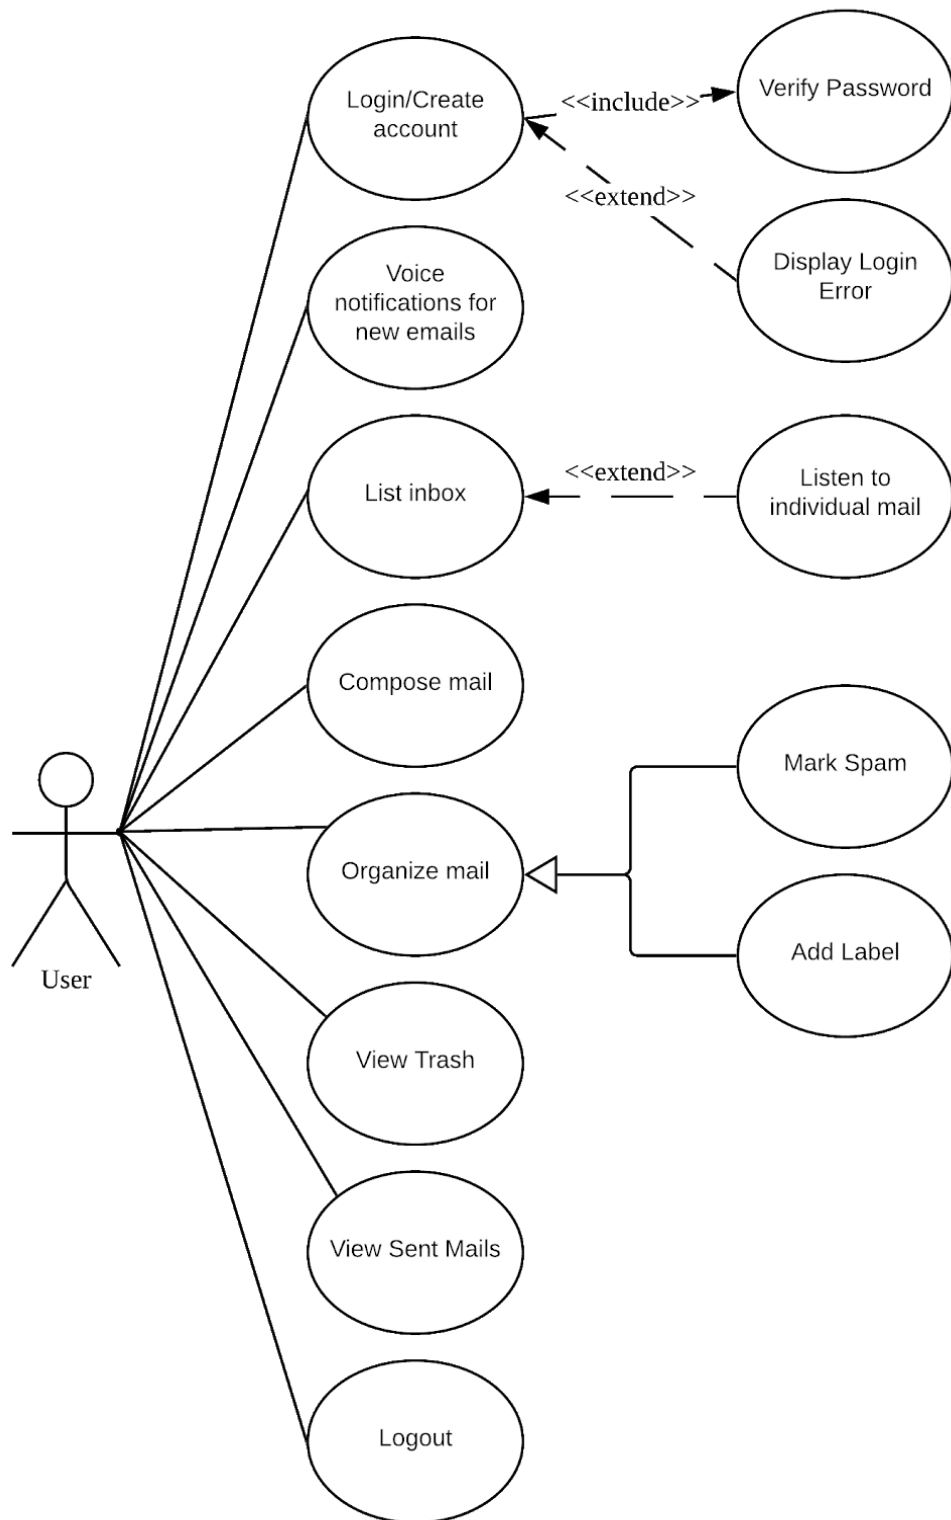 Login/Create
account
<<include>>
Verify Password
<<extend>>
Display Login
Error
Voice
notifications for
new emails
List inbox
<<extend>>
Listen to
individual mail
Compose mail
Mark Spam
Organize mail
Add Label
User
View Trash
View Sent Mails
Logout